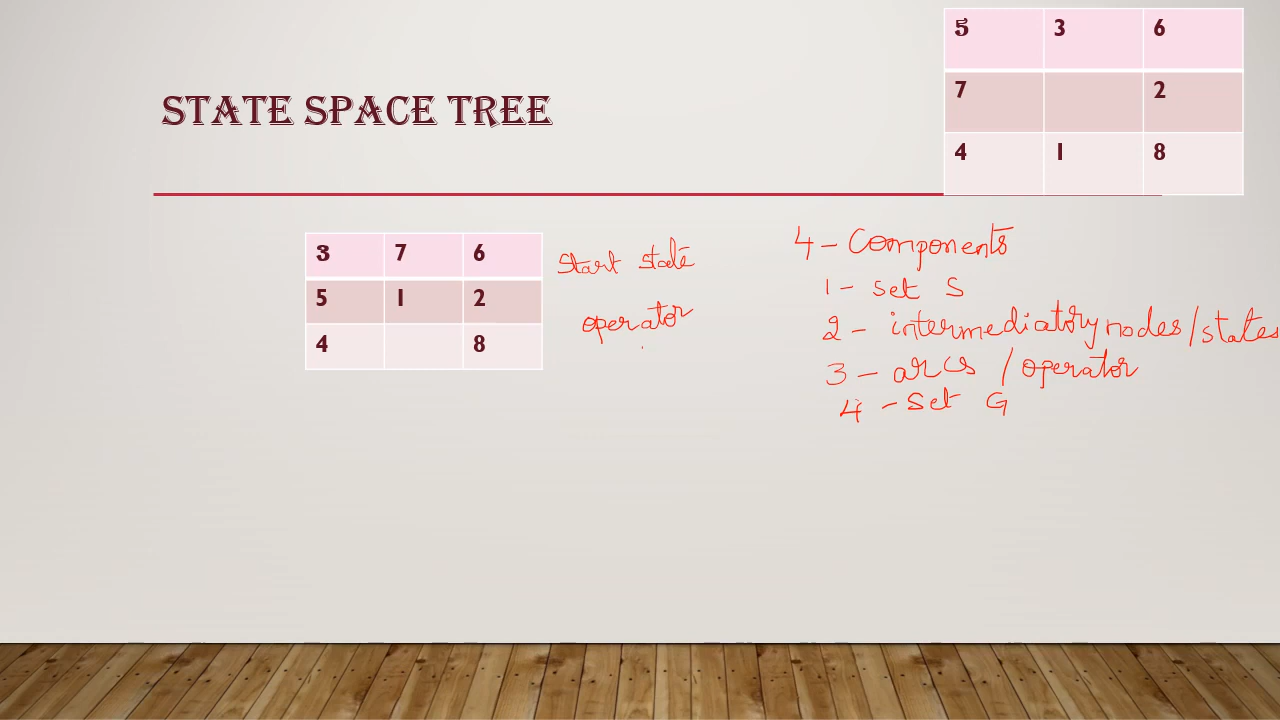 5 3 6
7 2
4 1 8
STATE SPACE TREE
3 7 6
5 1 2
4 8
Start state
operator
4 - Components
1 - set S
2 - intermediatory nodes/states
3 - arcs / operator
4 - set G